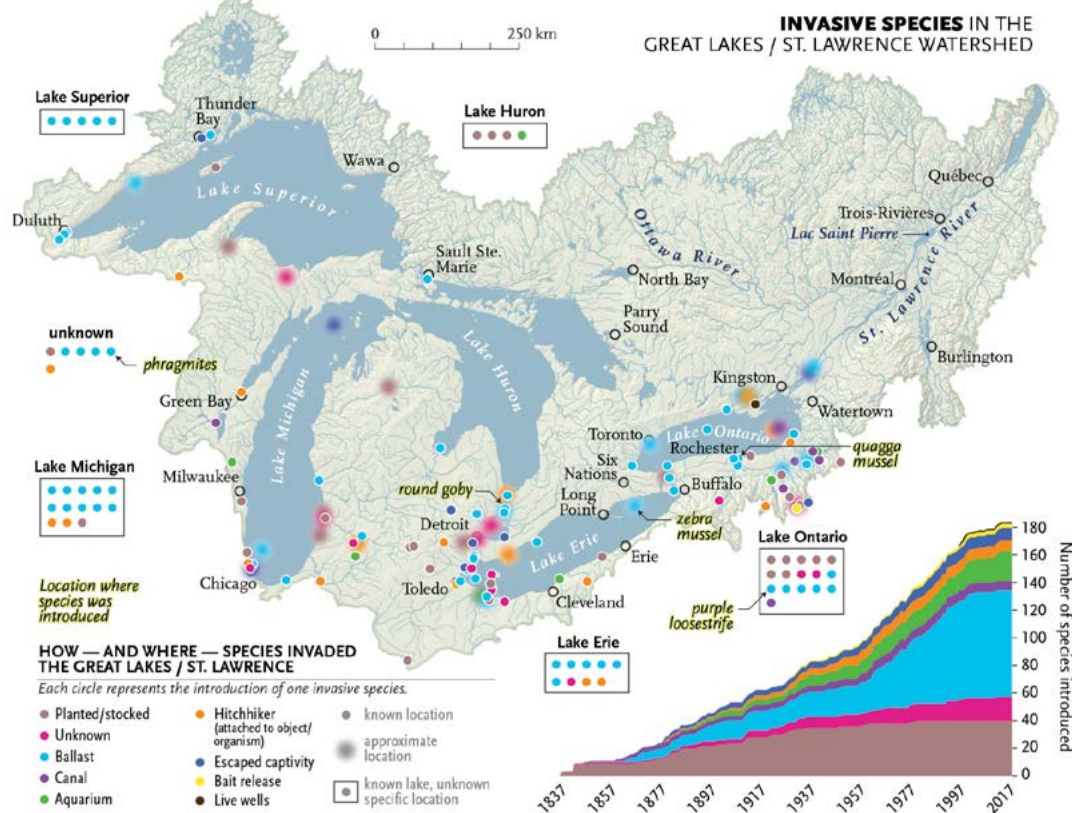 INVASIVE SPECIES IN THE
GREAT LAKES / ST. LAWRENCE WATERSHED
0 250 km
Lake Superior
Thunder
Bay
Lake Huron
Wawa
Lake Superior
Duluth
Québec
Trois-Rivières
Lac Saint Pierre
Ottawa River
Sault Ste.
Marie
North Bay
Montréal
St. Lawrence River
Parry
Sound
unknown
phragmites
Lake Huron
Burlington
Kingston
Green Bay
Lake Michigan
Watertown
Toronto
Lake Ontario
Rochester
quagga
mussel
Lake Michigan
Milwaukee
Six
Nations
round goby
Long
Point
Buffalo
Detroit
zebra
mussel
Lake Erie
Erie
Lake Ontario
Chicago
Toledo
Cleveland
Location where
species was
introduced
purple
loosestrife
Lake Erie
HOW — AND WHERE — SPECIES INVADED
THE GREAT LAKES / ST. LAWRENCE
Each circle represents the introduction of one invasive species.
Planted/stocked
Unknown
Ballast
Canal
Aquarium
Hitchhiker
(attached to object/
organism)
Escaped captivity
Bait release
Live wells
known location
approximate
location
known lake, unknown
specific location
180
160
140
120
100
80
60
40
20
0
Number of species introduced
1837
1857
1877
1897
1917
1937
1957
1977
1997
2017